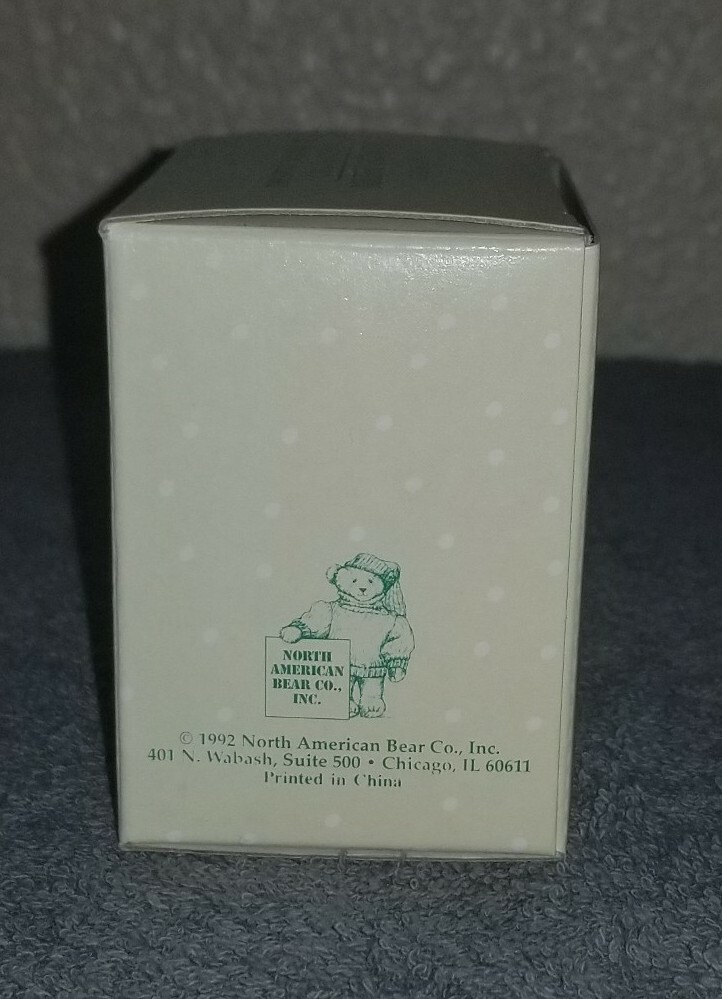 NORTH
AMERICAN
BEAR CO.,
INC.
© 1992 North American Bear Co., Inc.
401 N. Wabash, Suite 500 • Chicago, IL 60611
Printed in China